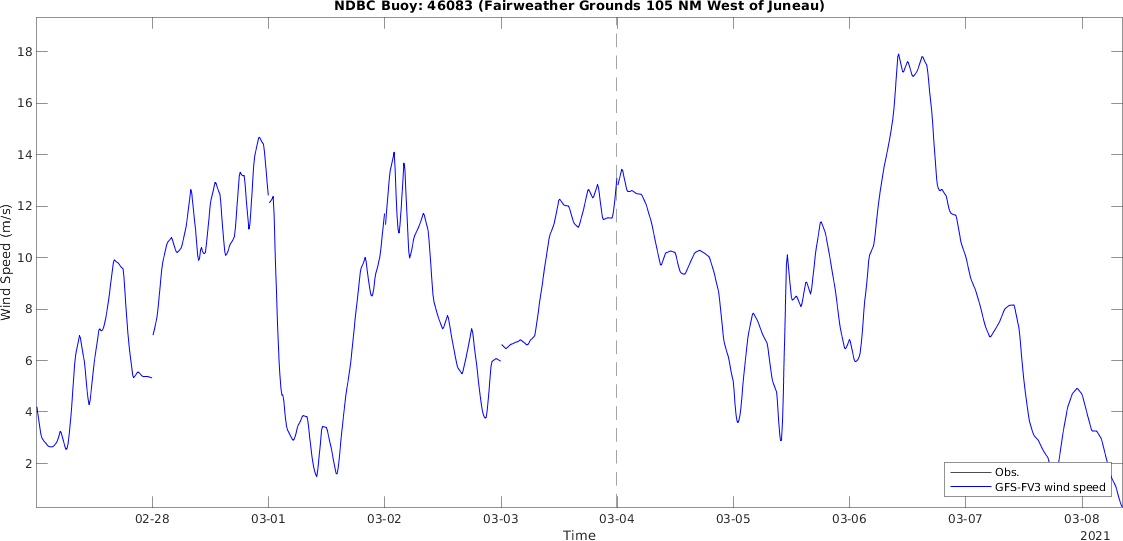 NDBC Buoy: 46083 (Fairweather Grounds 105 NM West of Juneau)
18
16
14
12
10
8
6
4
2
Wind Speed (m/s)
02-28 03-01 03-02 03-03 03-04 03-05 03-06 03-07 03-08
Time
2021
Obs.
GFS-FV3 wind speed